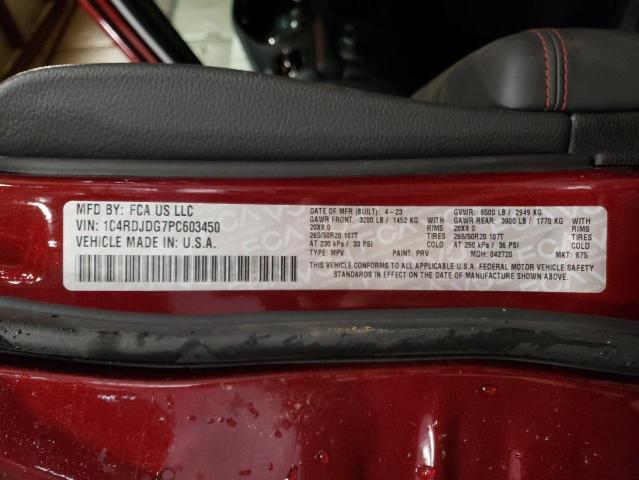 MFD BY: FCA US LLC
VIN: 1C4RDJDG7PC603450
VEHICLE MADE IN: U.S.A.
DATE OF MFR (BUILT): 4-23 GVWR: 6500 LB / 2949 KG
GAWR FRONT: 3200 LB / 1452 KG GAWR REAR: 3900 LB / 1770 KG
20X8.0 RIMS 20X8.0 RIMS
265/50R20 107T TIRES 265/50R20 107T TIRES
AT 230 kPa / 33 PSI COLD AT 250 kPa / 36 PSI COLD
TYPE: MPV PAINT: PRV MDH: 042720 MKT: 875
THIS VEHICLE CONFORMS TO ALL APPLICABLE U.S.A. FEDERAL MOTOR VEHICLE SAFETY
STANDARDS IN EFFECT ON THE DATE OF MANUFACTURE SHOWN ABOVE.